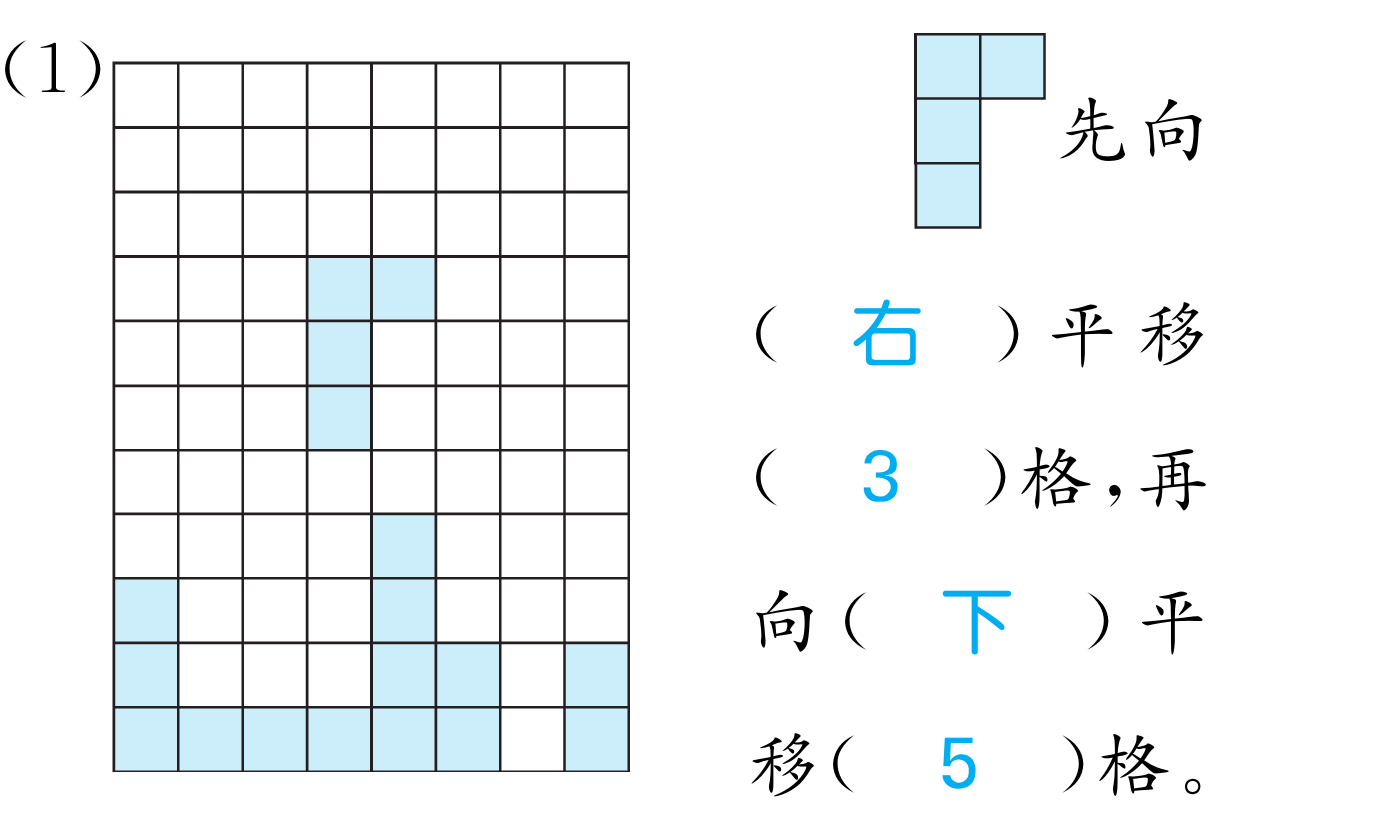 (1)
先向
( 右 )平移
( 3 )格,再
向( 下 )平
移( 5 )格。